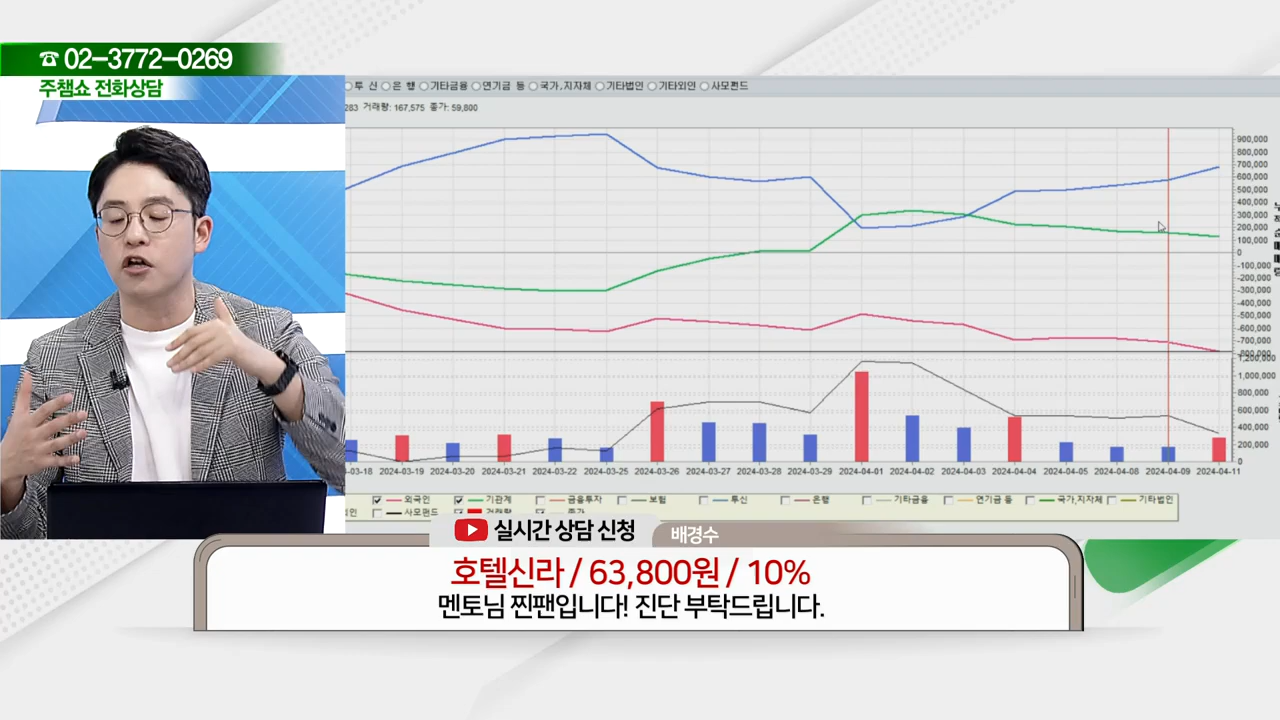 ☎ 02-3772-0269
주챔쇼 전화상담
투 신 은 행 기타금융 연기금 등 국가,지자체 기타법인 기타외인 사모펀드
283 거래량: 167,575 종가: 59,800
900,000
800,000
700,000
600,000
500,000
400,000
300,000
200,000
100,000
0
-100,000
-200,000
-300,000
-400,000
-500,000
-600,000
-700,000
-800,000
1,200,000
1,000,000
800,000
600,000
400,000
200,000
0
-03-18 2024-03-19 2024-03-20 2024-03-21 2024-03-22 2024-03-25 2024-03-26 2024-03-27 2024-03-28 2024-03-29 2024-04-01 2024-04-02 2024-04-03 2024-04-04 2024-04-05 2024-04-08 2024-04-09 2024-04-11
외국인 기관계 금융투자 보험 투신 은행 기타금융 연기금 등 국가,지자체 기타법인
인 사모펀드 거래량 종가
실시간 상담 신청 배경수
호텔신라 / 63,800원 / 10%
멘토님 찐팬입니다! 진단 부탁드립니다.